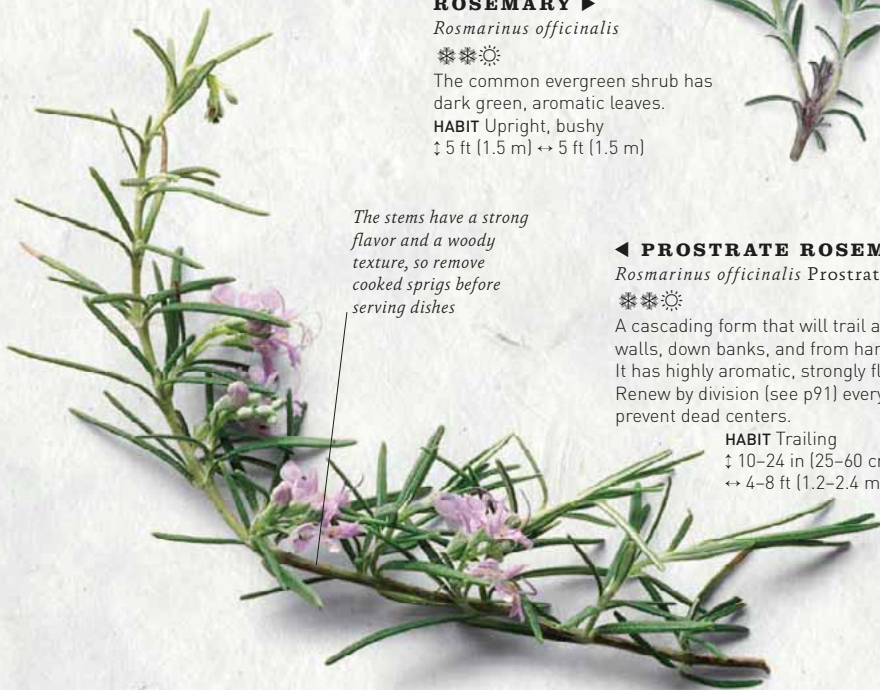 ROSEMARY ▶
Rosmarinus officinalis
The common evergreen shrub has
dark green, aromatic leaves.
HABIT Upright, bushy
↕ 5 ft (1.5 m) ↔ 5 ft (1.5 m)
The stems have a strong
flavor and a woody
texture, so remove
cooked sprigs before
serving dishes
◀ PROSTRATE ROSEM
Rosmarinus officinalis Prostrat
A cascading form that will trail a
walls, down banks, and from han
It has highly aromatic, strongly fl
Renew by division (see p91) every
prevent dead centers.
HABIT Trailing
↕ 10–24 in (25–60 cm
↔ 4–8 ft (1.2–2.4 m